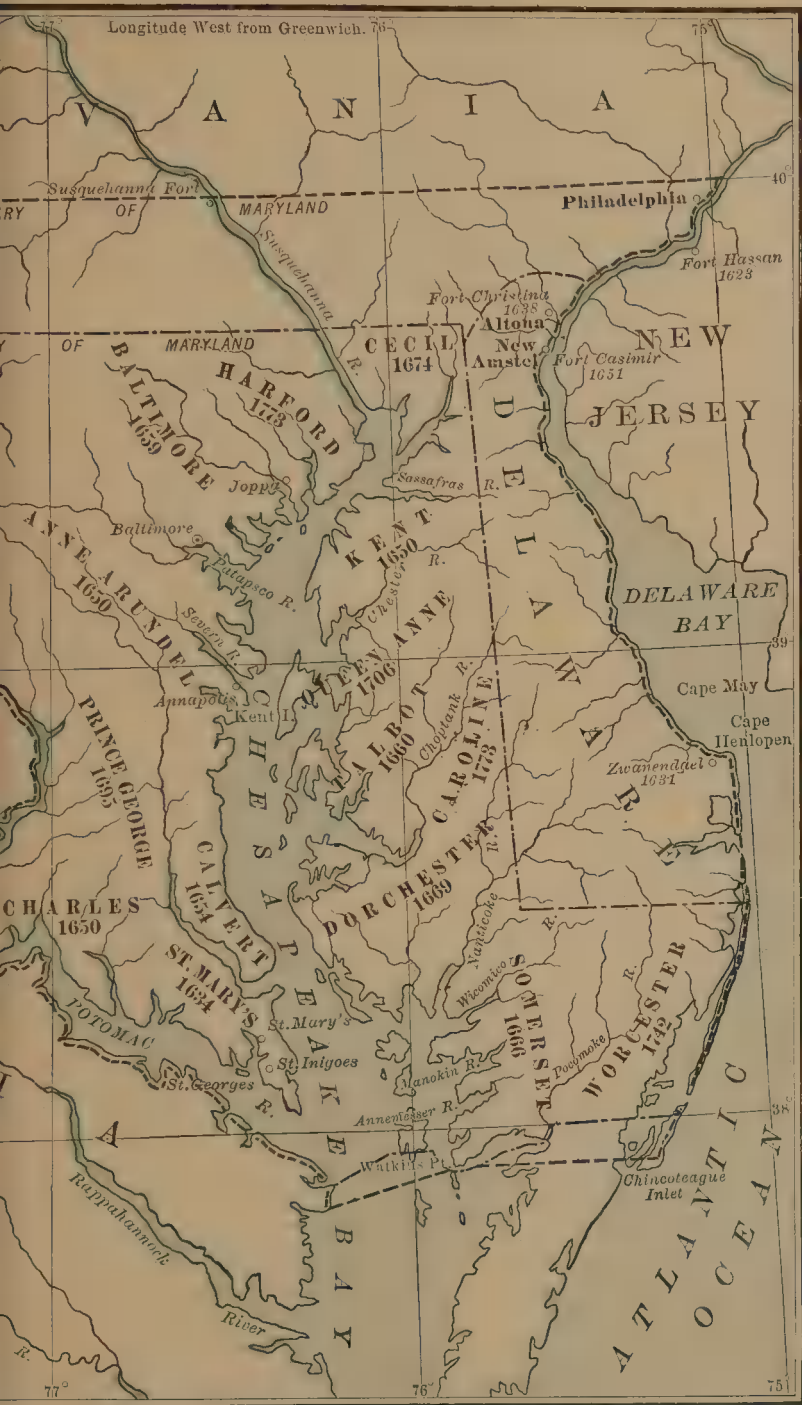 77°
Longitude West from Greenwich.
76°
75°
V A N I A
40°
Susquehanna Fort
RY OF MARYLAND
Philadelphia
Fort Hassan
1623
Susquehanna
R.
Fort Christina
1638
Altona
New
Amstel
Fort Casimir
1651
NEW
JERSEY
Y OF MARYLAND
CECIL
1674
HARFORD
1773
BALTIMORE
1659
Joppa
Sassafras R.
DELAWARE
Baltimore
KENT
1650
Patapsco R.
Chester R.
ANNE ARUNDEL
1650
Severn R.
DELAWARE
BAY
39
QUEEN ANNE
1706
Annapolis
Kent I.
Cape May
Cape
Henlopen
PRINCE GEORGE
1695
TALBOT
1660
Choptank R.
CAROLINE
1773
Zwanendael
1631
CHESAPEAKE
BAY
CALVERT
1654
DORCHESTER
1669
Nanticoke R.
CHARLES
1650
ST. MARY'S
1634
Wicomico R.
SOMERSET
1666
WORCESTER
1742
Pocomoke R.
POTOMAC R.
St. Mary's
St. Inigoes
St. Georges
Manokin R.
Annemesser R.
38
I A
Watkins Pt.
Chincoteague
Inlet
Rappahannock
River
ATLANTIC
OCEAN
R.
77°
76°
75